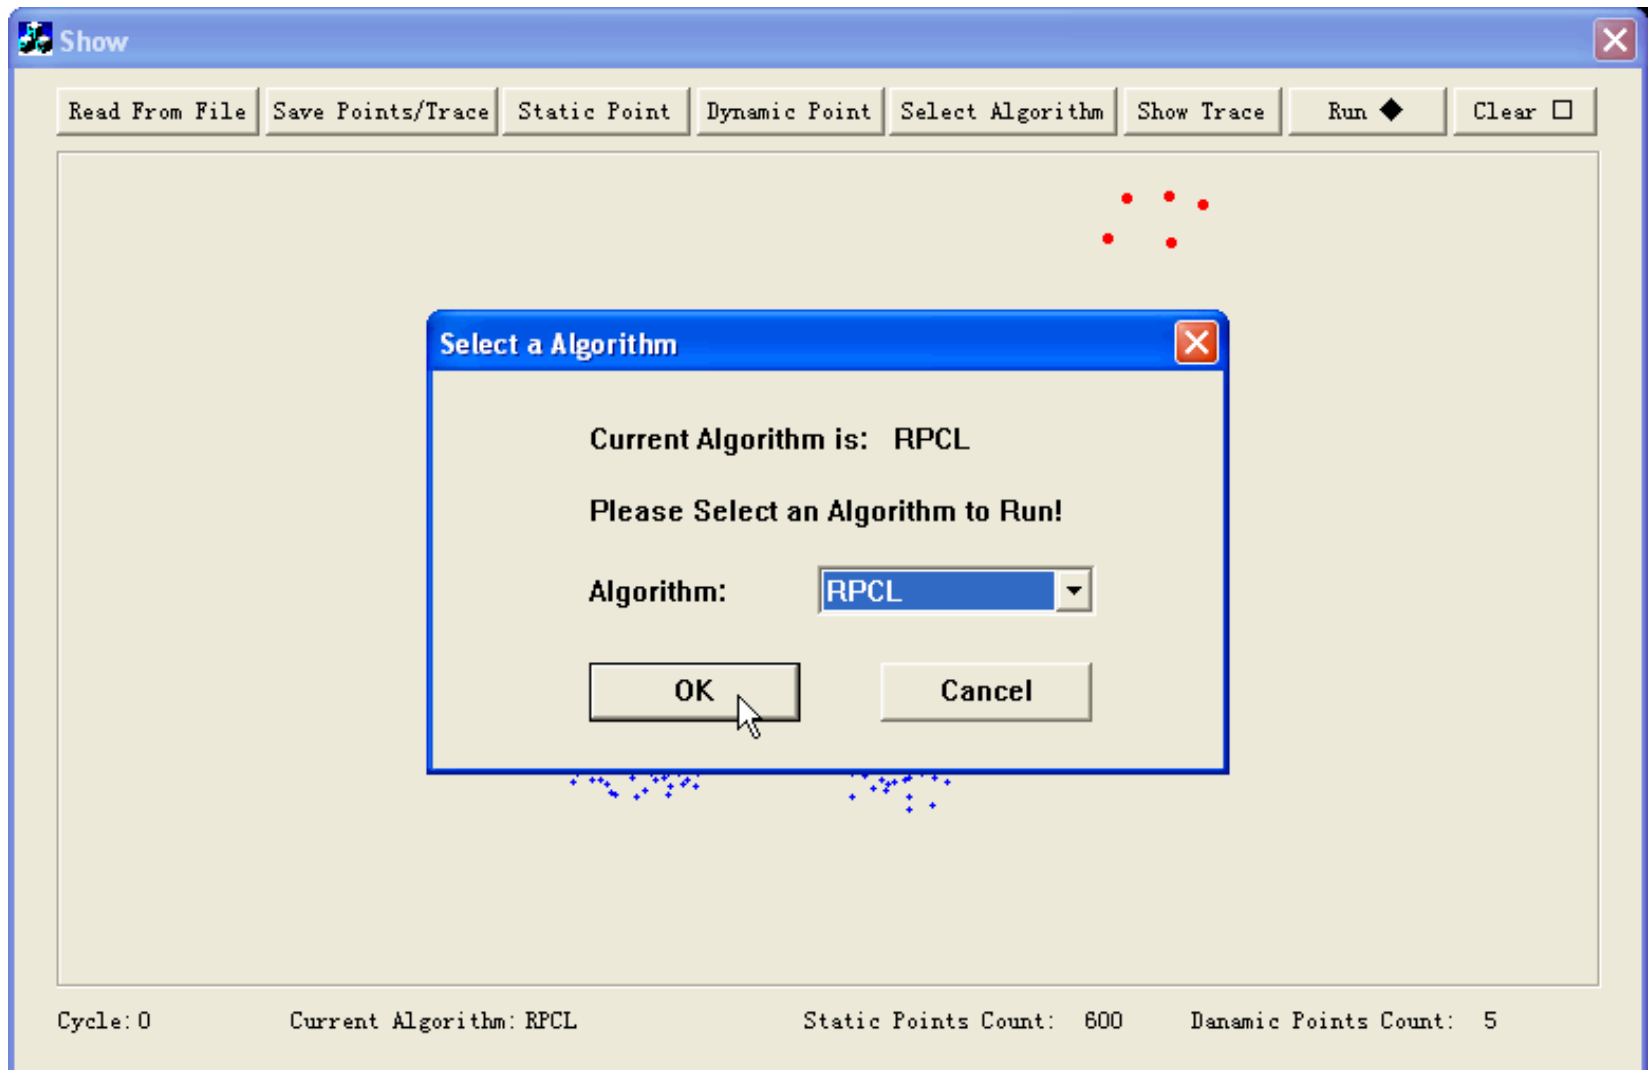 Show
Read From File Save Points/Trace Static Point Dynamic Point Select Algorithm Show Trace Run Clear
Select a Algorithm
Current Algorithm is: RPCL
Please Select an Algorithm to Run!
Algorithm: RPCL
OK Cancel
Cycle: 0 Current Algorithm: RPCL Static Points Count: 600 Danamic Points Count: 5